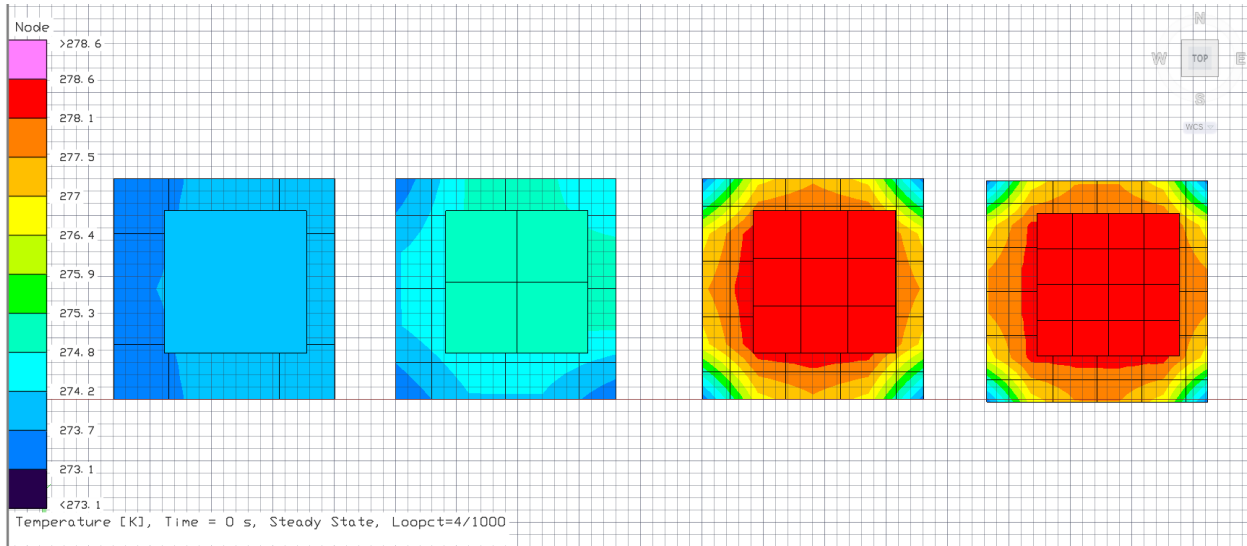 Node
>278.6
278.6
278.1
277.5
277
276.4
275.9
275.3
274.8
274.2
273.7
273.1
<273.1
N
W TOP E
S
WCS
Temperature [K], Time = 0 s, Steady State, Loopct=4/1000